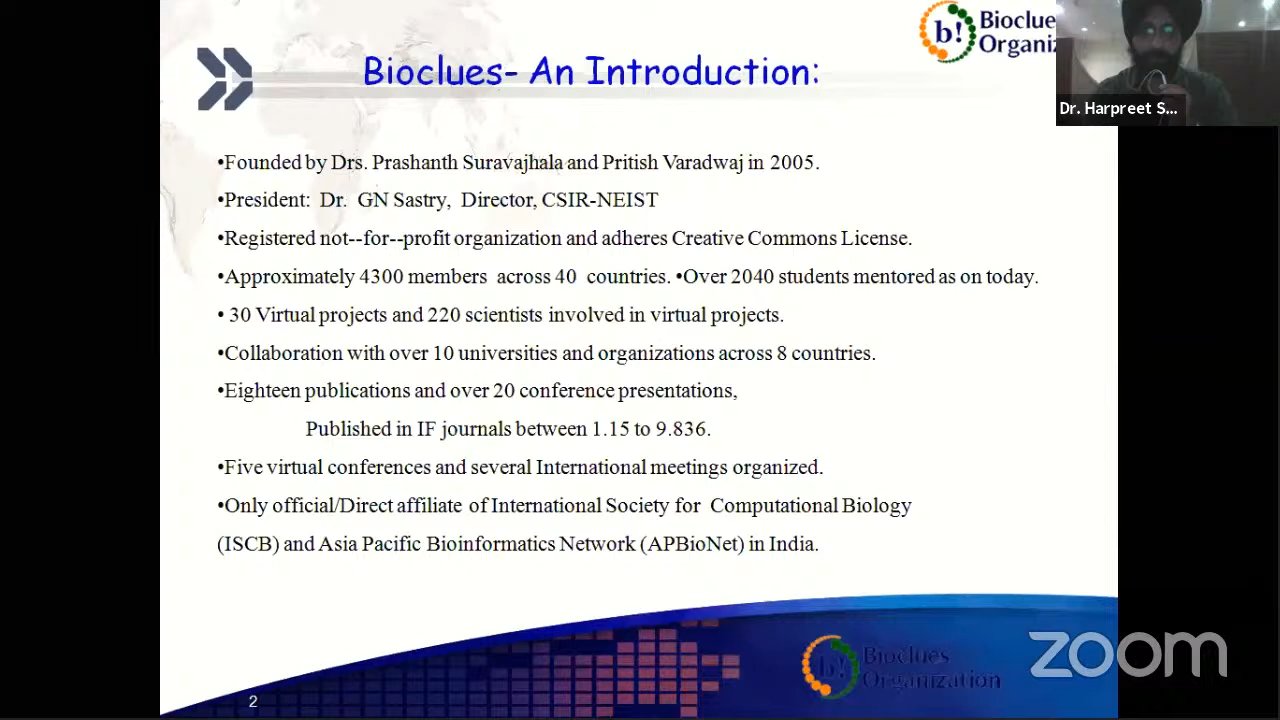 Bioclues- An Introduction:
b! Bioclues
Organiz
Dr. Harpreet S...
•Founded by Drs. Prashanth Suravajhala and Pritish Varadwaj in 2005.
•President: Dr. GN Sastry, Director, CSIR-NEIST
•Registered not--for--profit organization and adheres Creative Commons License.
•Approximately 4300 members across 40 countries. •Over 2040 students mentored as on today.
• 30 Virtual projects and 220 scientists involved in virtual projects.
•Collaboration with over 10 universities and organizations across 8 countries.
•Eighteen publications and over 20 conference presentations,
Published in IF journals between 1.15 to 9.836.
•Five virtual conferences and several International meetings organized.
•Only official/Direct affiliate of International Society for Computational Biology
(ISCB) and Asia Pacific Bioinformatics Network (APBioNet) in India.
b! Bioclues
Organization
zoom
2